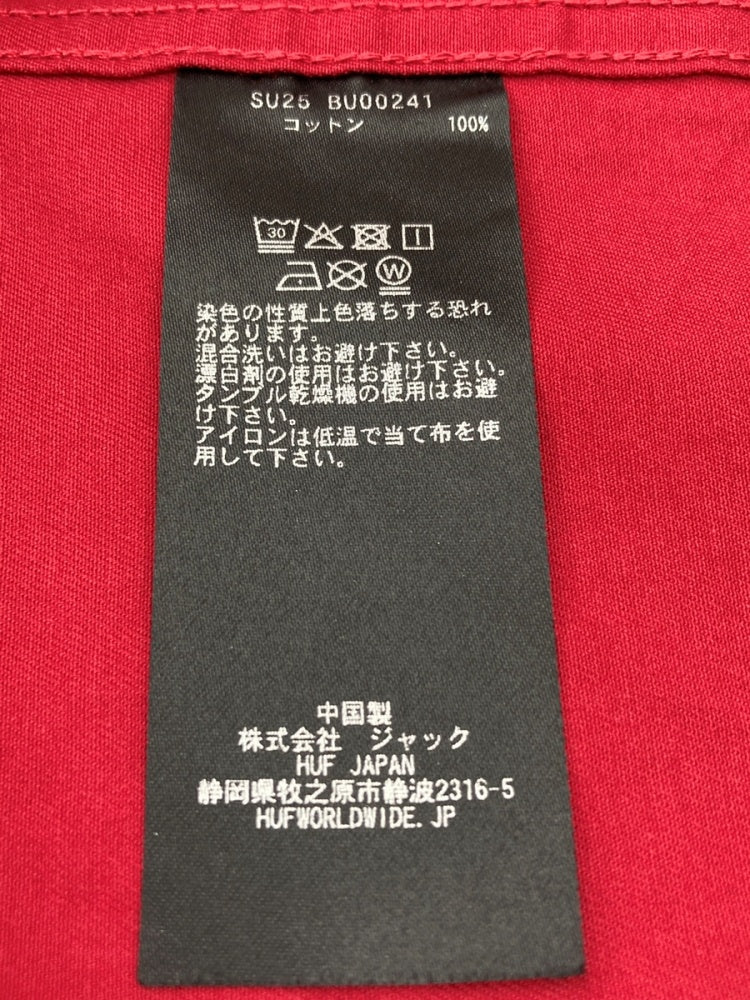 SU25 BU00241
コットン 100%
30
W
染色の性質上色落ちする恐れ
があります。
混合洗いはお避け下さい。
漂白剤の使用はお避け下さい。
タンブル乾燥機の使用はお避
け下さい。
アイロンは低温で当て布を使
用して下さい。
中国製
株式会社 ジャック
HUF JAPAN
静岡県牧之原市静波2316-5
HUFWORLDWIDE.JP